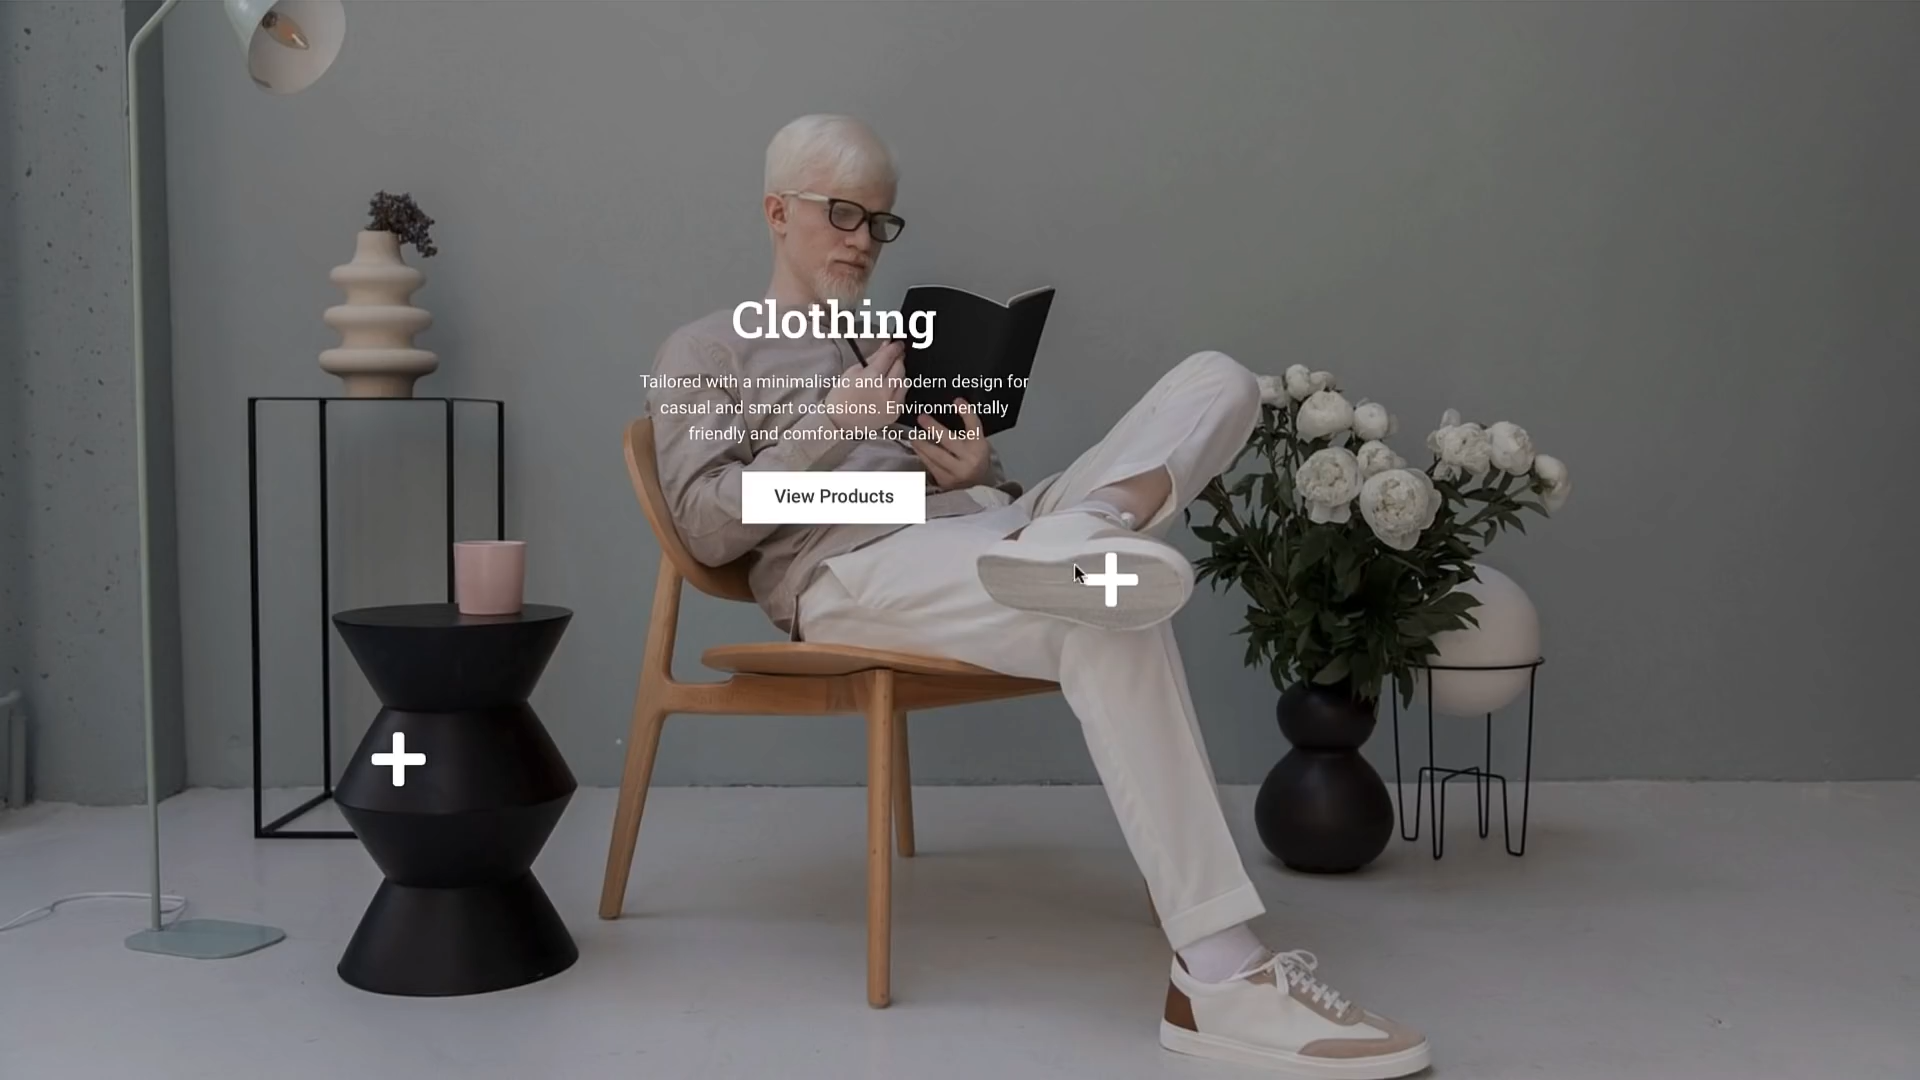 Clothing
Tailored with a minimalistic and modern design for
casual and smart occasions. Environmentally
friendly and comfortable for daily use!
View Products